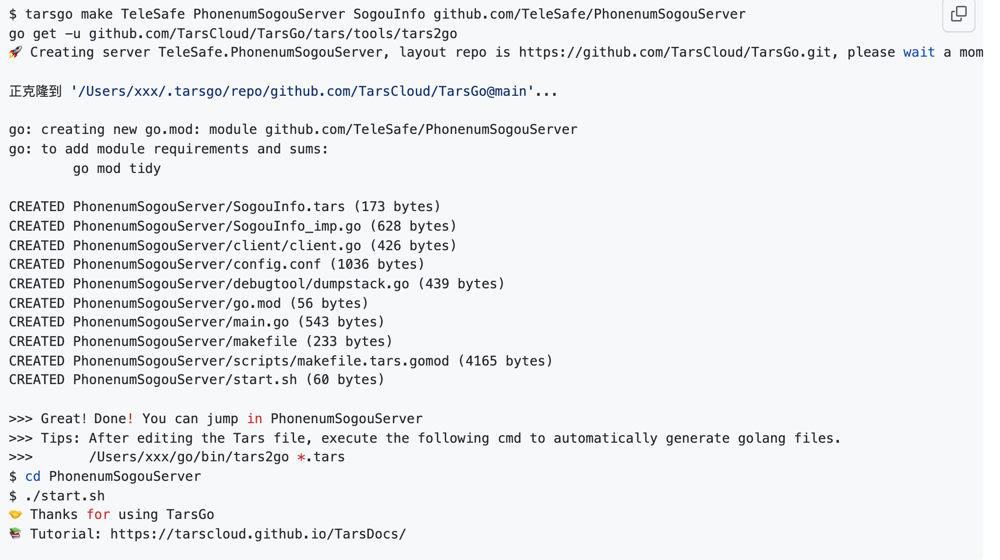 $ tarsgo make TeleSafe PhonenumSogouServer SogouInfo github.com/TeleSafe/PhonenumSogouServer
go get -u github.com/TarsCloud/TarsGo/tars/tools/tars2go
🚀 Creating server TeleSafe.PhonenumSogouServer, layout repo is https://github.com/TarsCloud/TarsGo.git, please wait a mom
正克隆到 '/Users/xxx/.tarsgo/repo/github.com/TarsCloud/TarsGo@main'...
go: creating new go.mod: module github.com/TeleSafe/PhonenumSogouServer
go: to add module requirements and sums:
        go mod tidy
CREATED PhonenumSogouServer/SogouInfo.tars (173 bytes)
CREATED PhonenumSogouServer/SogouInfo_imp.go (628 bytes)
CREATED PhonenumSogouServer/client/client.go (426 bytes)
CREATED PhonenumSogouServer/config.conf (1036 bytes)
CREATED PhonenumSogouServer/debugtool/dumpstack.go (439 bytes)
CREATED PhonenumSogouServer/go.mod (56 bytes)
CREATED PhonenumSogouServer/main.go (543 bytes)
CREATED PhonenumSogouServer/makefile (233 bytes)
CREATED PhonenumSogouServer/scripts/makefile.tars.gomod (4165 bytes)
CREATED PhonenumSogouServer/start.sh (60 bytes)
>>> Great! Done! You can jump in PhonenumSogouServer
>>> Tips: After editing the Tars file, execute the following cmd to automatically generate golang files.
>>>       /Users/xxx/go/bin/tars2go *.tars
$ cd PhonenumSogouServer
$ ./start.sh
🤝 Thanks for using TarsGo
📚 Tutorial: https://tarscloud.github.io/TarsDocs/